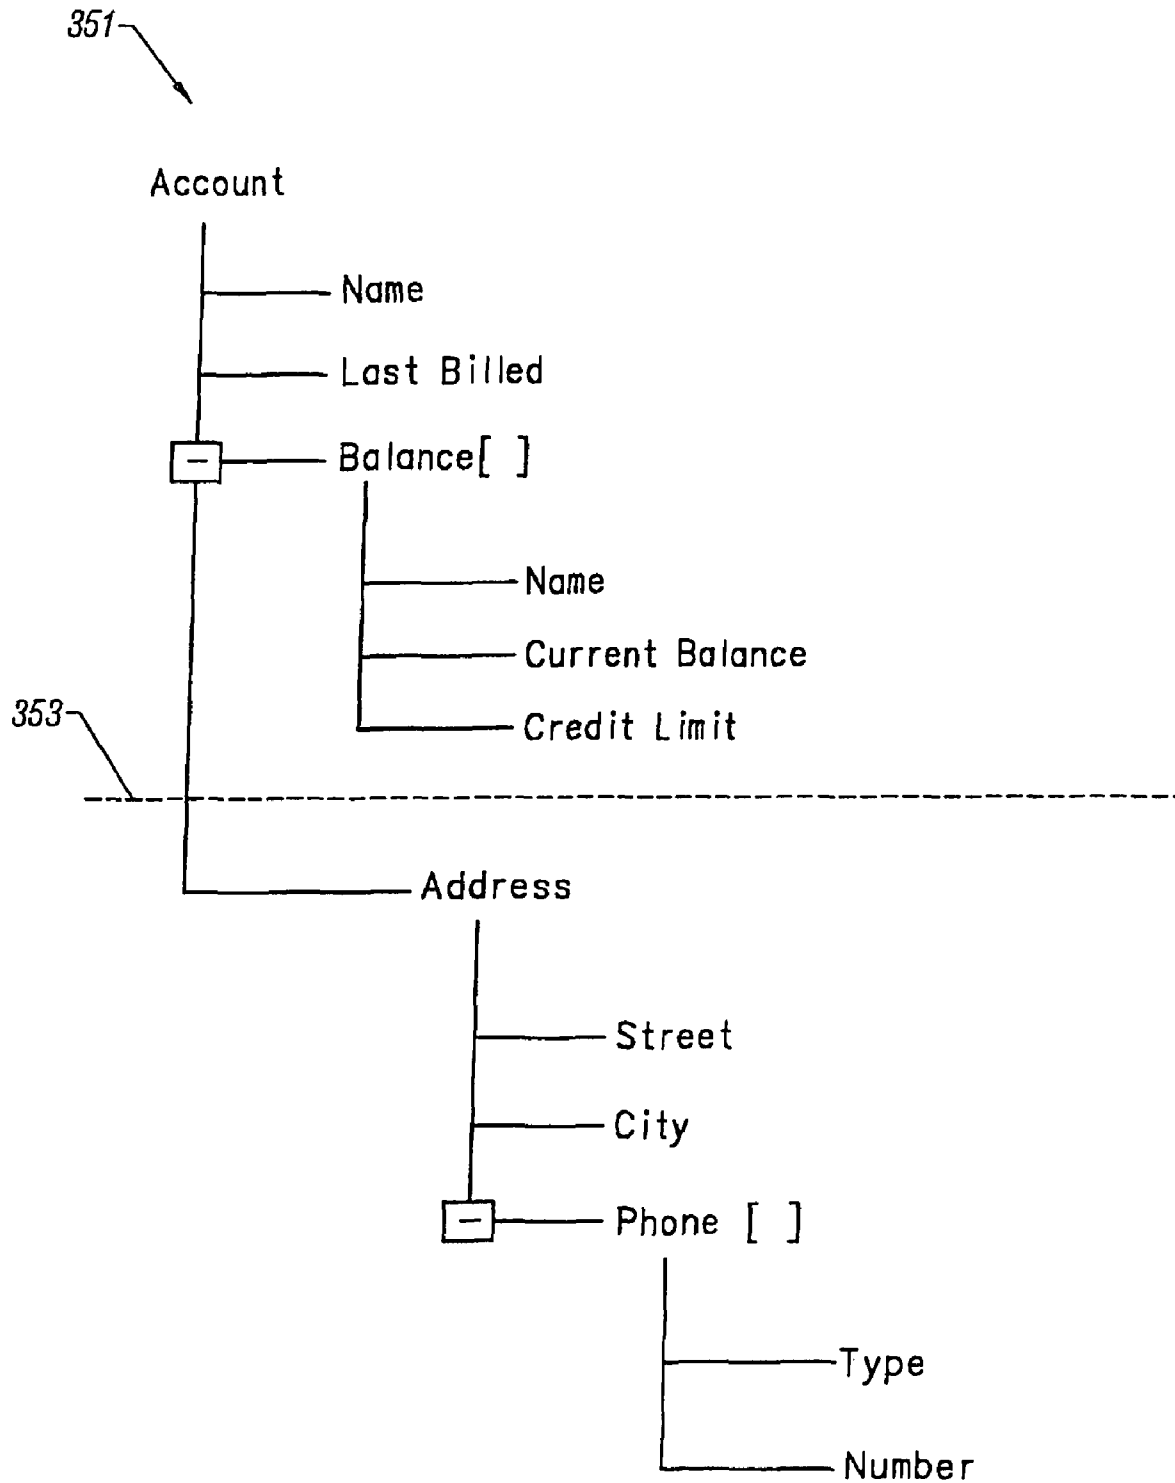 351
Account
Name
Last Billed
Balance[ ]
Name
Current Balance
Credit Limit
353
Address
Street
City
Phone [ ]
Type
Number